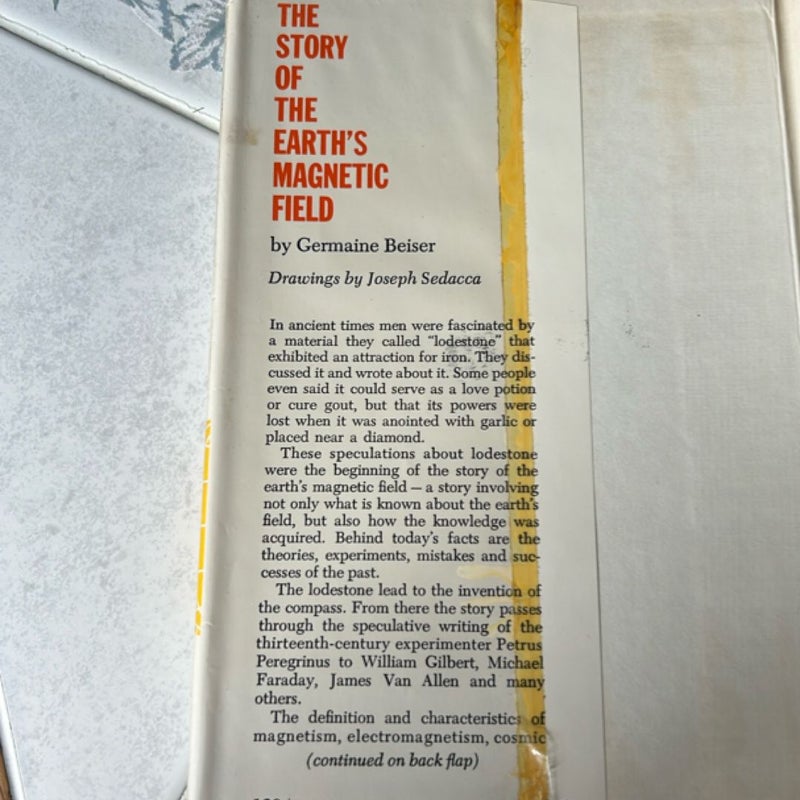 THE
STORY
OF
THE
EARTH'S
MAGNETIC
FIELD
by Germaine Beiser
Drawings by Joseph Sedacca
In ancient times men were fascinated by
a material they called "lodestone" that
exhibited an attraction for iron. They dis-
cussed it and wrote about it. Some people
even said it could serve as a love potion
or cure gout, but that its powers were
lost when it was anointed with garlic or
placed near a diamond.
These speculations about lodestone
were the beginning of the story of the
earth's magnetic field — a story involving
not only what is known about the earth's
field, but also how the knowledge was
acquired. Behind today's facts are the
theories, experiments, mistakes and suc-
cesses of the past.
The lodestone lead to the invention of
the compass. From there the story passes
through the speculative writing of the
thirteenth-century experimenter Petrus
Peregrinus to William Gilbert, Michael
Faraday, James Van Allen and many
others.
The definition and characteristics of
magnetism, electromagnetism, cosmic
(continued on back flap)